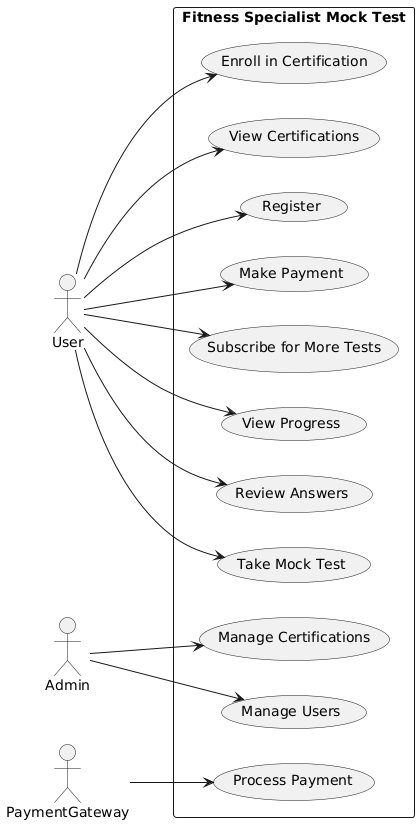 Fitness Specialist Mock Test
Enroll in Certification
View Certifications
Register
Make Payment
User
Subscribe for More Tests
View Progress
Review Answers
Take Mock Test
Manage Certifications
Admin
Manage Users
Process Payment
PaymentGateway